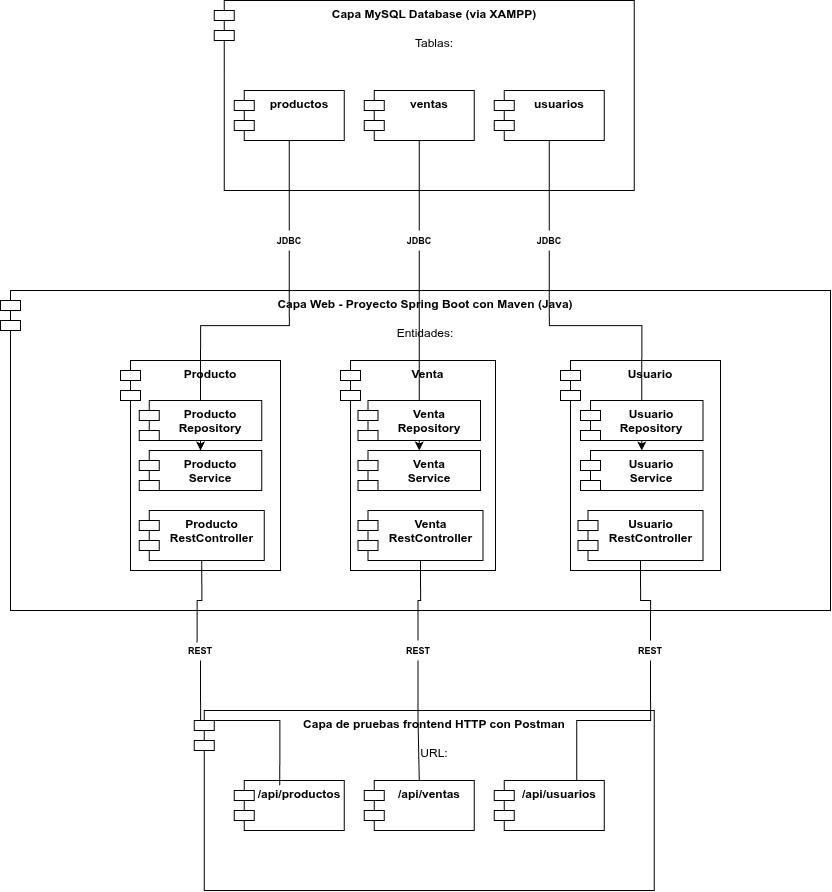 Capa MySQL Database (via XAMPP)
Tablas:
productos
ventas
usuarios
JDBC
JDBC
JDBC
Capa Web - Proyecto Spring Boot con Maven (Java)
Entidades:
Producto
Producto
Repository
Producto
Service
Producto
RestController
Venta
Venta
Repository
Venta
Service
Venta
RestController
Usuario
Usuario
Repository
Usuario
Service
Usuario
RestController
REST
REST
REST
Capa de pruebas frontend HTTP con Postman
URL:
/api/productos
/api/ventas
/api/usuarios